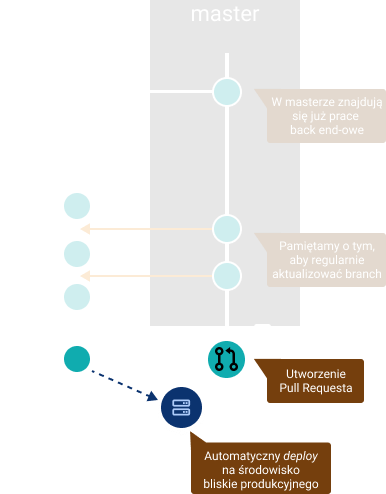 master
W masterze znajdują
się już prace
back end-owe
Pamiętamy o tym,
aby regularnie
aktualizować branch
Utworzenie
Pull Requesta
Automatyczny deploy
na środowisko
bliskie produkcyjnego